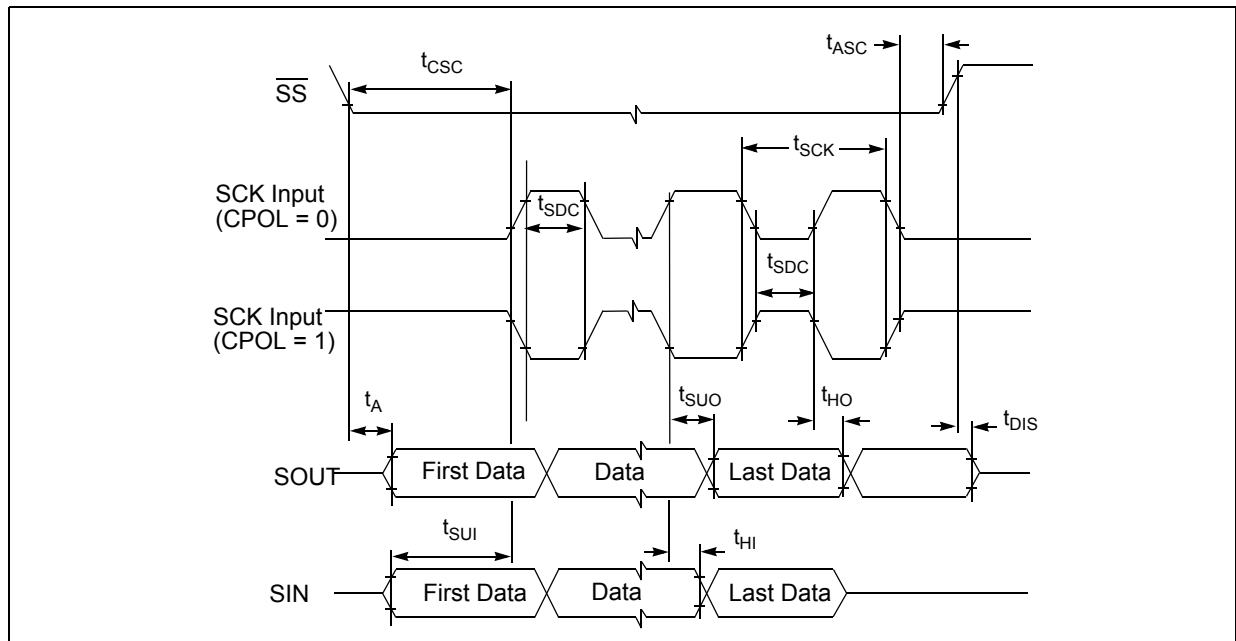 tASC
tCSC
SS
tSCK
SCK Input
(CPOL = 0)
tSDC
tSDC
SCK Input
(CPOL = 1)
tSUO
tHO
tA
tDIS
SOUT
First Data
Data
Last Data
tSUI
tHI
SIN
First Data
Data
Last Data